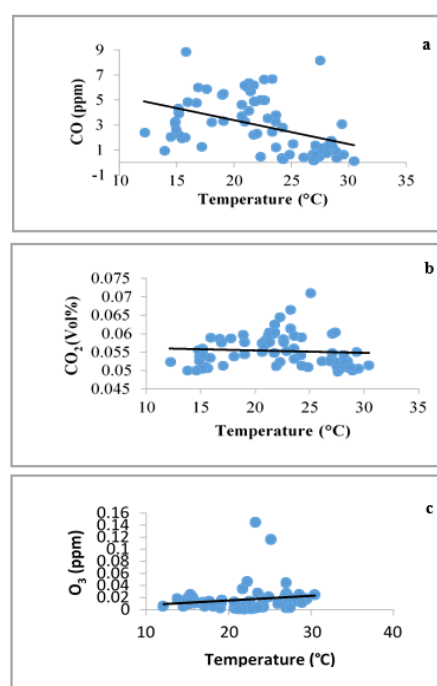 a
CO (ppm)
9
7
5
3
1
-1
10 15 20 25 30 35
Temperature (°C)
b
CO₂(Vol%)
0.075
0.07
0.065
0.06
0.055
0.05
0.045
10 15 20 25 30 35
Temperature (°C)
c
O₃ (ppm)
0.16
0.14
0.12
0.1
0.08
0.06
0.04
0.02
0
10 20 30 40
Temperature (°C)